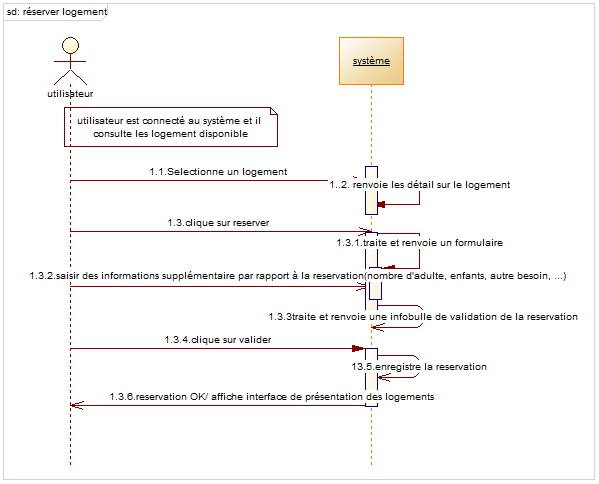 sd: réserver logement
système
utilisateur
utilisateur est connecté au système et il
consulte les logement disponible
1.1.Selectionne un logement
1..2. renvoie les détail sur le logement
1.3.clique sur reserver
1.3.1.traite et renvoie un formulaire
1.3.2.saisir des informations supplémentaire par rapport à la reservation(nombre d'adulte, enfants, autre besoin, ...)
1.3.3traite et renvoie une infobulle de validation de la reservation
1.3.4.clique sur valider
13.5.enregistre la reservation
1.3.6.reservation OK/ affiche interface de présentation des logements